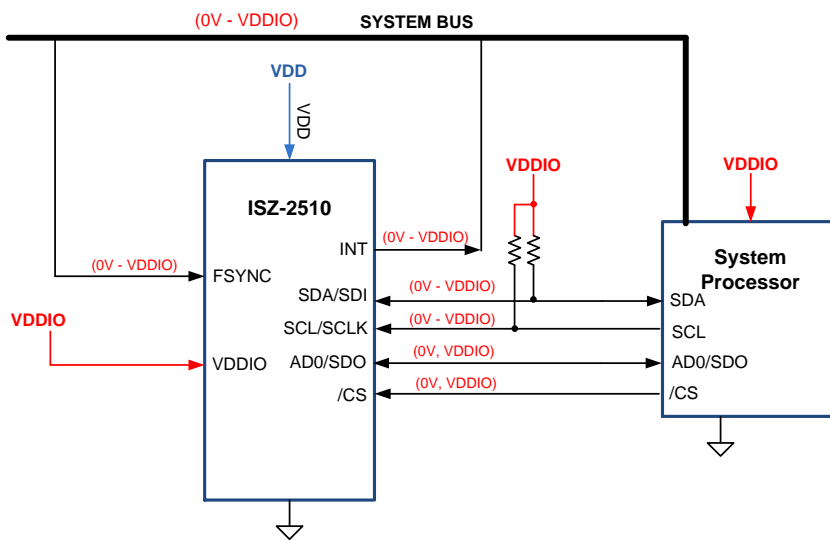 (0V - VDDIO) SYSTEM BUS
VDD
VDD
VDDIO
VDDIO
ISZ-2510
INT
(0V - VDDIO)
System
Processor
(0V - VDDIO)
FSYNC
SDA/SDI
(0V - VDDIO)
SDA
VDDIO
SCL/SCLK
(0V - VDDIO)
SCL
VDDIO
AD0/SDO
(0V, VDDIO)
AD0/SDO
/CS
(0V, VDDIO)
/CS